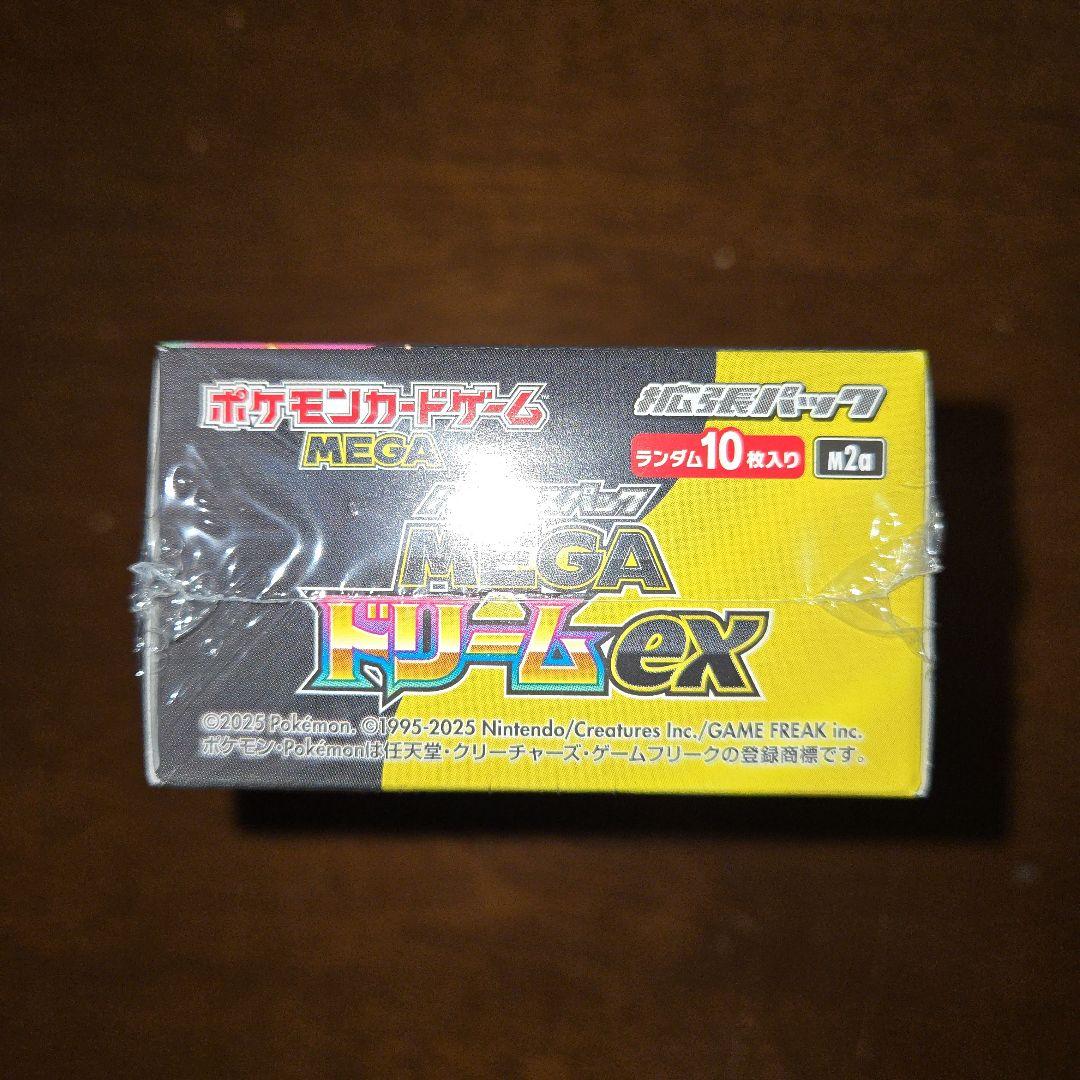 ポケモンカードゲーム
MEGA
拡張パック
ランダム10枚入り M2a
パック
MEGA
ドリームex
©2025 Pokémon. ©1995-2025 Nintendo/Creatures Inc./GAME FREAK inc.
ポケモン・Pokémonは任天堂・クリーチャーズ・ゲームフリークの登録商標です。